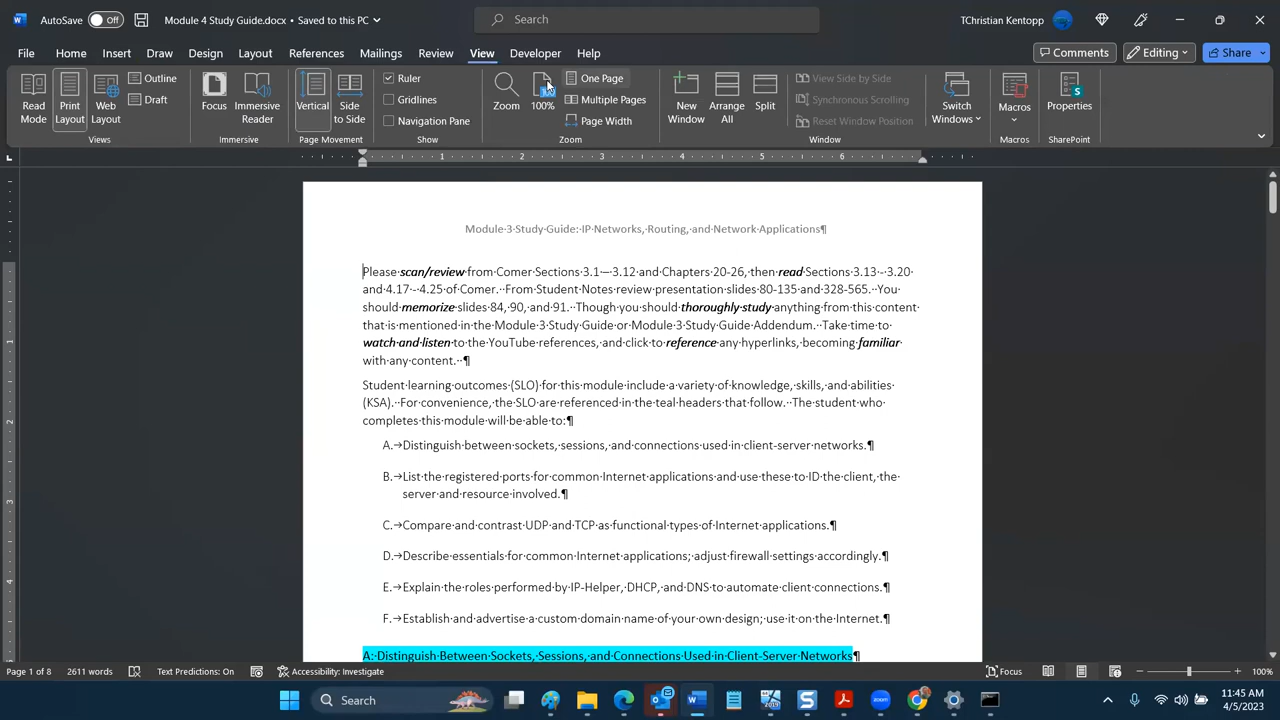 AutoSave Off Module 4 Study Guide.docx • Saved to this PC Search TChristian Kentopp
File Home Insert Draw Design Layout References Mailings Review View Developer Help Comments Editing Share
Read Mode
Print Layout
Web Layout
Outline
Draft
Views
Focus
Immersive Reader
Immersive
Vertical
Side to Side
Page Movement
Ruler
Gridlines
Navigation Pane
Show
Zoom
100%
One Page
Multiple Pages
Page Width
Zoom
New Window
Arrange All
Split
View Side by Side
Synchronous Scrolling
Reset Window Position
Window
Switch Windows
Macros
Macros
Properties
SharePoint
1 2 3 4 5 6
Module·3·Study·Guide:·IP·Networks,·Routing,·and·Network·Applications¶
Please·scan/review·from·Comer·Sections·3.1·–·3.12·and·Chapters·20-26,·then·read·Sections·3.13·-·3.20·
and·4.17·-·4.25·of·Comer.··From·Student·Notes·review·presentation·slides·80-135·and·328-565.··You·
should·memorize·slides·84,·90,·and·91.··Though·you·should·thoroughly·study·anything·from·this·content·
that·is·mentioned·in·the·Module·3·Study·Guide·or·Module·3·Study·Guide·Addendum.··Take·time·to·
watch·and·listen·to·the·YouTube·references,·and·click·to·reference·any·hyperlinks,·becoming·familiar·
with·any·content.··¶
Student·learning·outcomes·(SLO)·for·this·module·include·a·variety·of·knowledge,·skills,·and·abilities·
(KSA).··For·convenience,·the·SLO·are·referenced·in·the·teal·headers·that·follow.··The·student·who·
completes·this·module·will·be·able·to:¶
A.→Distinguish·between·sockets,·sessions,·and·connections·used·in·client-server·networks.¶
B.→List·the·registered·ports·for·common·Internet·applications·and·use·these·to·ID·the·client,·the·
server·and·resource·involved.¶
C.→Compare·and·contrast·UDP·and·TCP·as·functional·types·of·Internet·applications.¶
D.→Describe·essentials·for·common·Internet·applications;·adjust·firewall·settings·accordingly.¶
E.→Explain·the·roles·performed·by·IP-Helper,·DHCP,·and·DNS·to·automate·client·connections.¶
F.→Establish·and·advertise·a·custom·domain·name·of·your·own·design;·use·it·on·the·Internet.¶
A:·Distinguish·Between·Sockets,·Sessions,·and·Connections·Used·in·Client-Server·Networks¶
Page 1 of 8 2611 words Text Predictions: On Accessibility: Investigate Focus 100%
Search 11:45 AM
4/5/2023